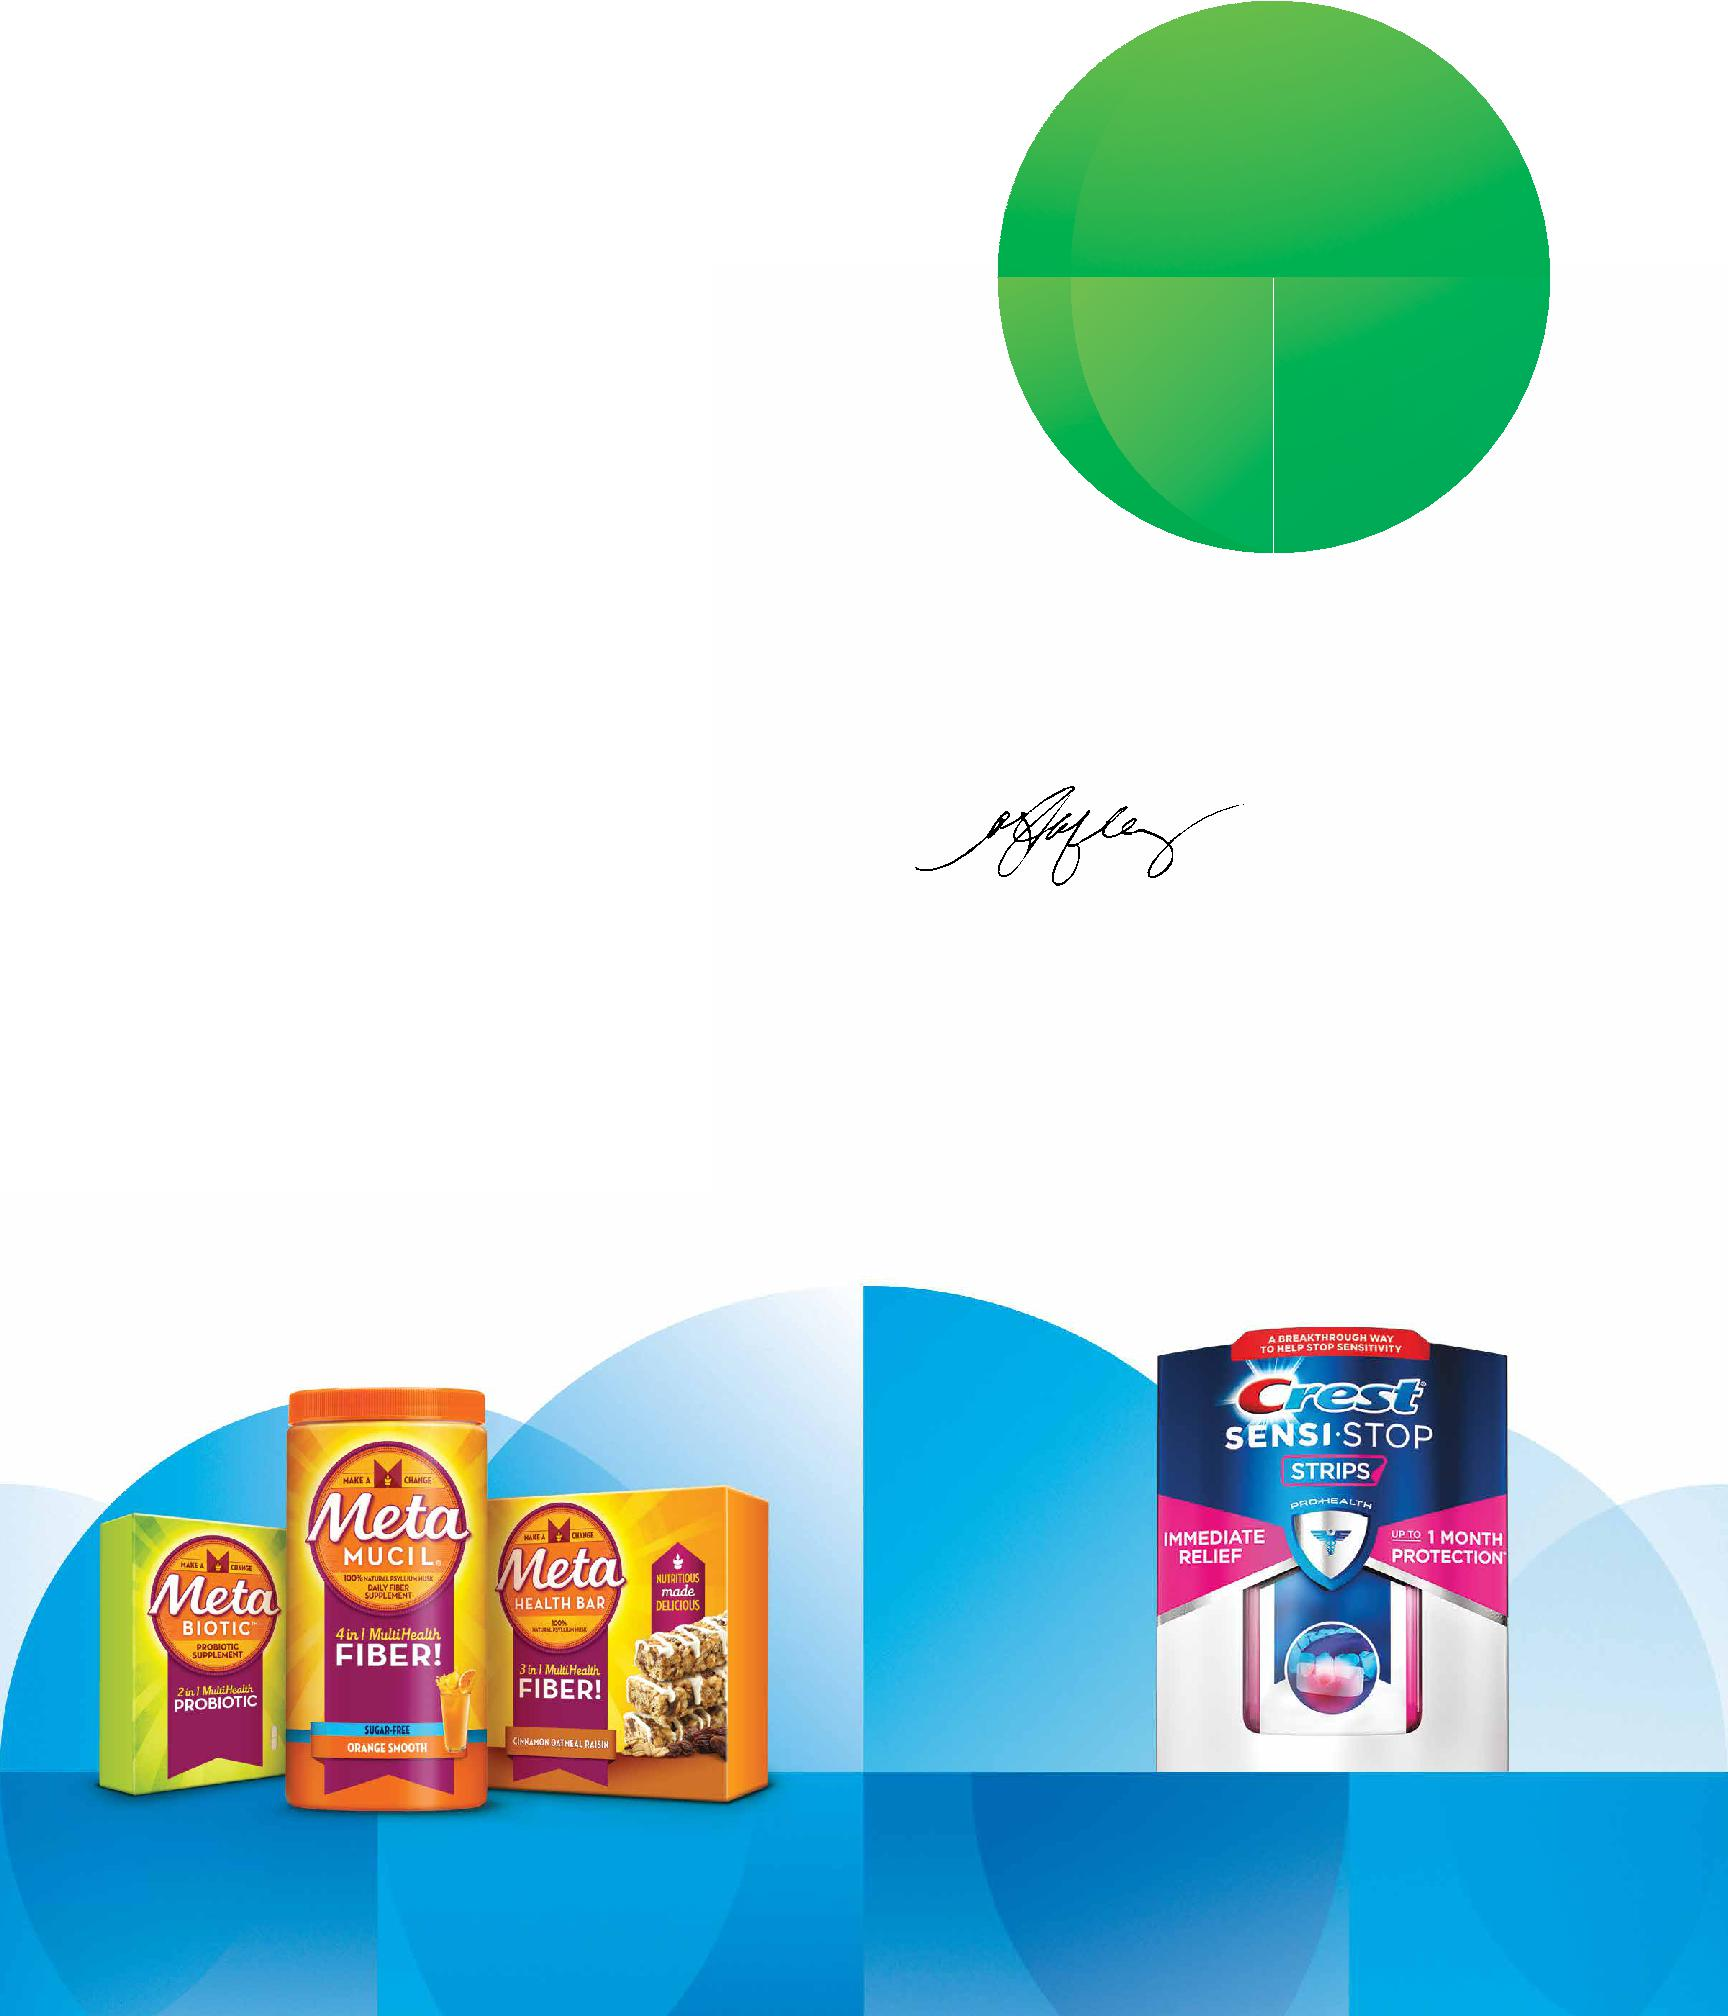 MAKE A CHANGE
Meta
BIOTIC™
PROBIOTIC
SUPPLEMENT
2 in 1 MultiHealth
PROBIOTIC
MAKE A CHANGE
Meta
MUCIL®
100% NATURAL PSYLLIUM HUSK
DAILY FIBER
SUPPLEMENT
4 in 1 MultiHealth
FIBER!
SUGAR-FREE
ORANGE SMOOTH
MAKE A CHANGE
Meta
HEALTH BAR
100%
NATURAL PSYLLIUM HUSK
3 in 1 MultiHealth
FIBER!
CINNAMON OATMEAL RAISIN
NUTRITIOUS
made
DELICIOUS
A BREAKTHROUGH WAY
TO HELP STOP SENSITIVITY
Crest
SENSI·STOP
STRIPS
PRO-HEALTH
IMMEDIATE
RELIEF
UP TO 1 MONTH
PROTECTION*